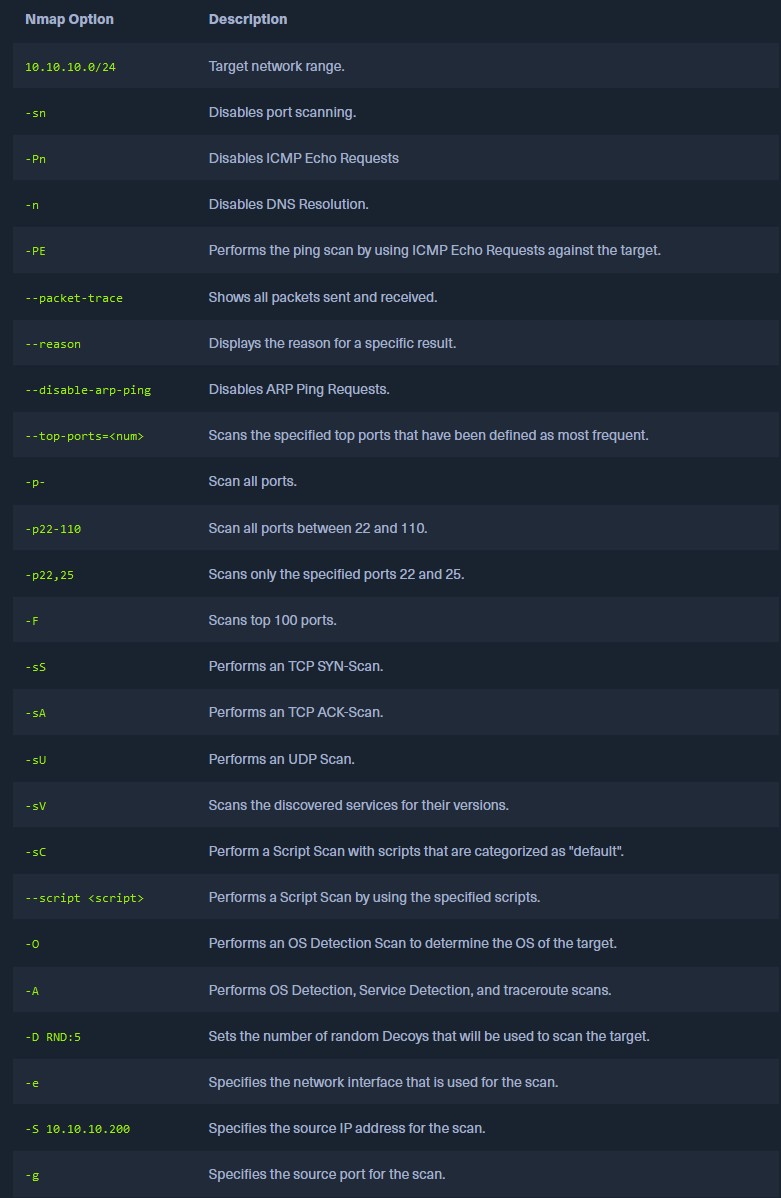 Nmap Option Description
10.10.10.0/24 Target network range.
-sn Disables port scanning.
-Pn Disables ICMP Echo Requests
-n Disables DNS Resolution.
-PE Performs the ping scan by using ICMP Echo Requests against the target.
--packet-trace Shows all packets sent and received.
--reason Displays the reason for a specific result.
--disable-arp-ping Disables ARP Ping Requests.
--top-ports=<num> Scans the specified top ports that have been defined as most frequent.
-p- Scan all ports.
-p22-110 Scan all ports between 22 and 110.
-p22,25 Scans only the specified ports 22 and 25.
-F Scans top 100 ports.
-sS Performs an TCP SYN-Scan.
-sA Performs an TCP ACK-Scan.
-sU Performs an UDP Scan.
-sV Scans the discovered services for their versions.
-sC Perform a Script Scan with scripts that are categorized as "default".
--script <script> Performs a Script Scan by using the specified scripts.
-O Performs an OS Detection Scan to determine the OS of the target.
-A Performs OS Detection, Service Detection, and traceroute scans.
-D RND:5 Sets the number of random Decoys that will be used to scan the target.
-e Specifies the network interface that is used for the scan.
-S 10.10.10.200 Specifies the source IP address for the scan.
-g Specifies the source port for the scan.